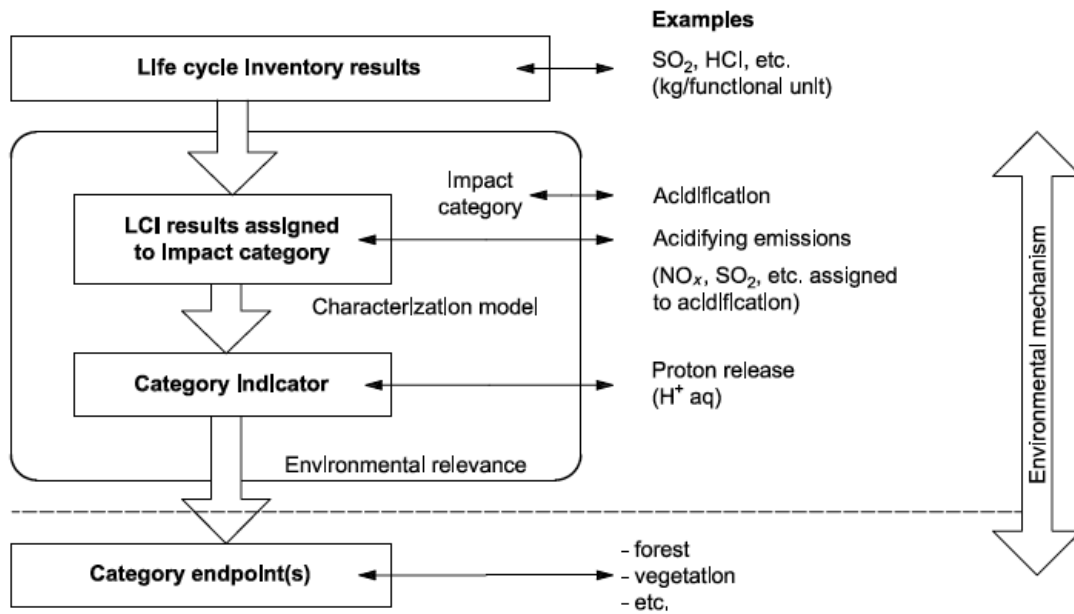 Examples
Life cycle inventory results
SO₂, HCl, etc.
(kg/functional unit)
Impact
category
Acidification
LCI results assigned
to impact category
Acidifying emissions
(NOₓ, SO₂, etc. assigned
to acidification)
Characterization model
Category indicator
Proton release
(H⁺ aq)
Environmental relevance
Environmental mechanism
Category endpoint(s)
- forest
- vegetation
- etc.